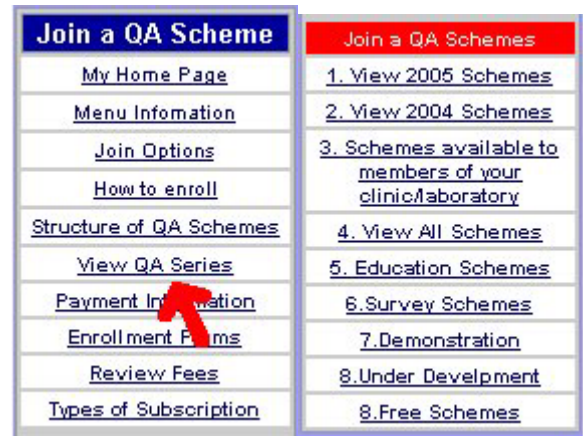 Join a QA Scheme
My Home Page
Menu Infomation
Join Options
How to enroll
Structure of QA Schemes
View QA Series
Payment Information
Enrollment Forms
Review Fees
Types of Subscription
Join a QA Schemes
1. View 2005 Schemes
2. View 2004 Schemes
3. Schemes available to
members of your
clinic/laboratory
4. View All Schemes
5. Education Schemes
6.Survey Schemes
7.Demonstration
8.Under Develpment
8.Free Schemes